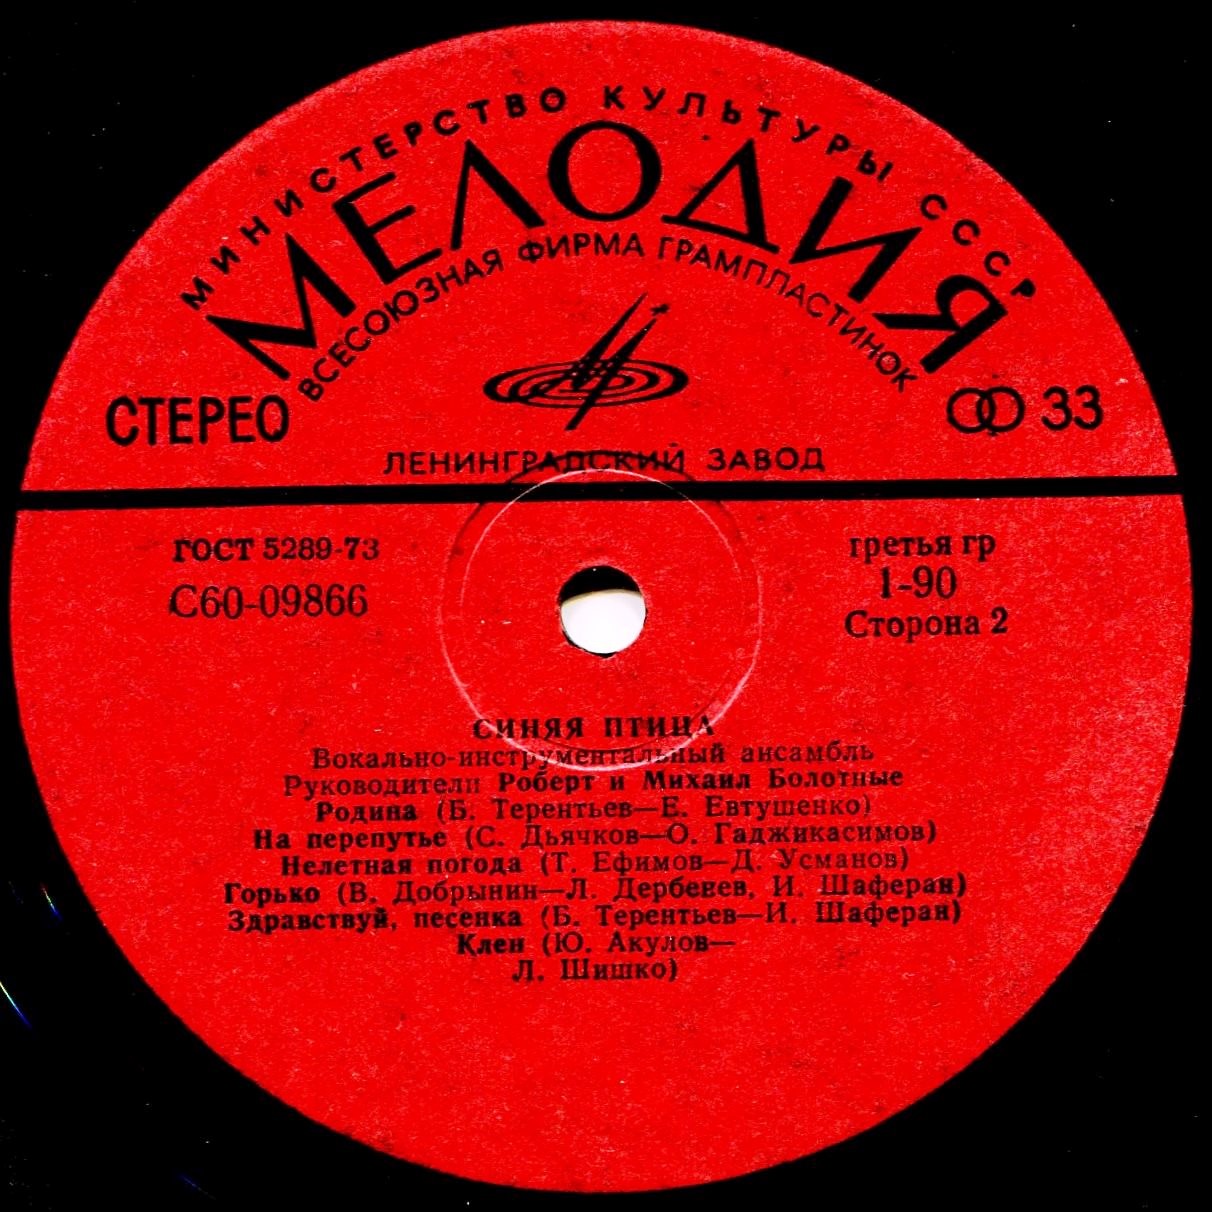 МИНИСТЕРСТВО КУЛЬТУРЫ СССР
МЕЛОДИЯ
ВСЕСОЮЗНАЯ ФИРМА ГРАМПЛАСТИНОК
СТЕРЕО
33
ЛЕНИНГРАДСКИЙ ЗАВОД
ГОСТ 5289-73
С60-09866
третья гр
1-90
Сторона 2
СИНЯЯ ПТИЦА
Вокально-инструментальный ансамбль
Руководители Роберт и Михаил Болотные
Родина (Б. Терентьев—Е. Евтушенко)
На перепутье (С. Дьячков—О. Гаджикасимов)
Нелетная погода (Т. Ефимов—Д. Усманов)
Горько (В. Добрынин—Л. Дербенев, И. Шаферан)
Здравствуй, песенка (Б. Терентьев—И. Шаферан)
Клен (Ю. Акулов—
Л. Шишко)